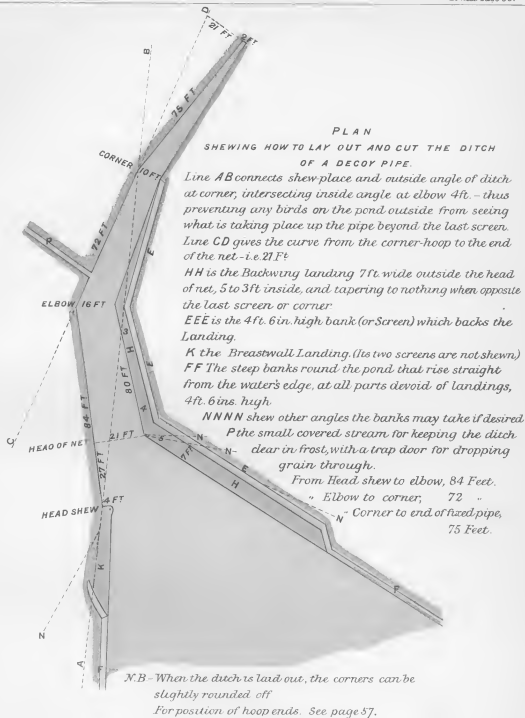 PLAN
SHEWING HOW TO LAY OUT AND CUT THE DITCH
OF A DECOY PIPE.
Line AB connects shew-place and outside angle of ditch
at corner, intersecting inside angle at elbow 4ft. - thus
preventing any birds on the pond outside from seeing
what is taking place up the pipe beyond the last screen.
Line CD gives the curve from the corner-hoop to the end
of the net - i.e. 21 Ft
HH is the Backwing landing 7ft wide outside the head
of net, 5 to 3ft inside, and tapering to nothing when opposite
the last screen or corner
EEE is the 4ft. 6in. high bank (or Screen) which backs the
Landing.
K the Breastwall Landing. (Its two screens are not shewn)
FF The steep banks round the pond that rise straight
from the water's edge, at all parts devoid of landings,
4ft. 6ins. high
NNNN shew other angles the banks may take if desired
P the small covered stream for keeping the ditch
clear in frost, with a trap door for dropping
grain through.
From Head shew to elbow, 84 Feet.
" Elbow to corner, 72 "
" Corner to end of fixed pipe,
75 Feet.
D
21 FT
2 FT
B
75 FT
CORNER
10 FT
72 FT
E
P
ELBOW 16 FT
3
H
80 FT
E
84 FT
C
HEAD OF NET
21 FT
5
N
N
7 FT
E
H
27 FT
HEAD SHEW
4 FT
N
K
F
N
A
F
N.B - When the ditch is laid out, the corners can be
slightly rounded off
For position of hoop ends. See page 57.